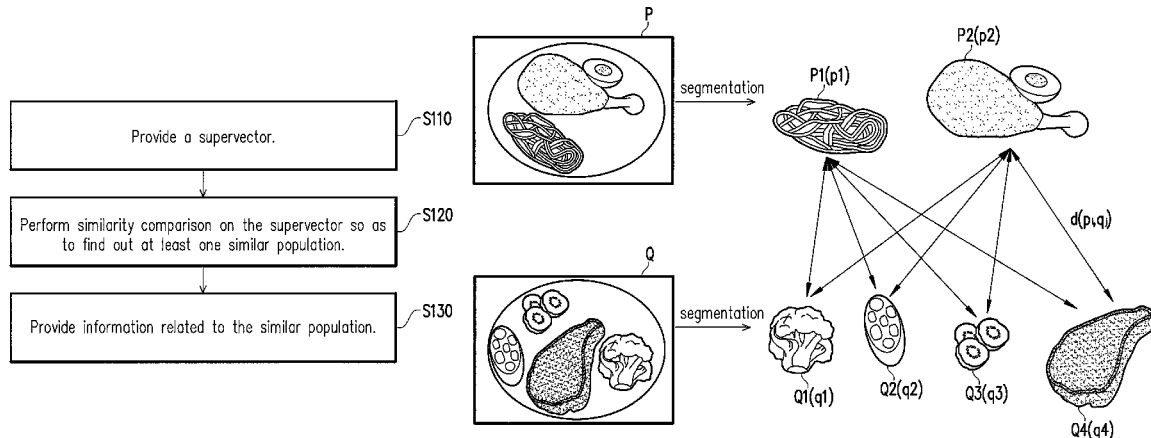 Provide a supervector.
S110
Perform similarity comparison on the supervector so as
to find out at least one similar population.
S120
Provide information related to the similar population.
S130
P
segmentation
P1(p1)
P2(p2)
d(pi,qj)
Q
segmentation
Q1(q1)
Q2(q2)
Q3(q3)
Q4(q4)